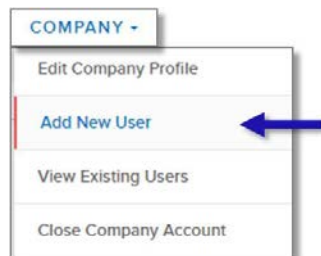 COMPANY
Edit Company Profile
Add New User
View Existing Users
Close Company Account